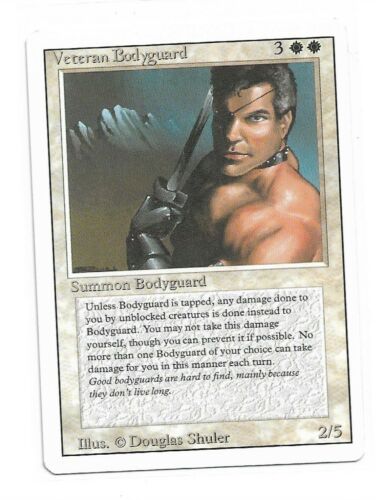 Veteran Bodyguard 3
Summon Bodyguard
Unless Bodyguard is tapped, any damage done to
you by unblocked creatures is done instead to
Bodyguard. You may not take this damage
yourself, though you can prevent it if possible. No
more than one Bodyguard of your choice can take
damage for you in this manner each turn.
Good bodyguards are hard to find, mainly because
they don't live long.
Illus. © Douglas Shuler 2/5